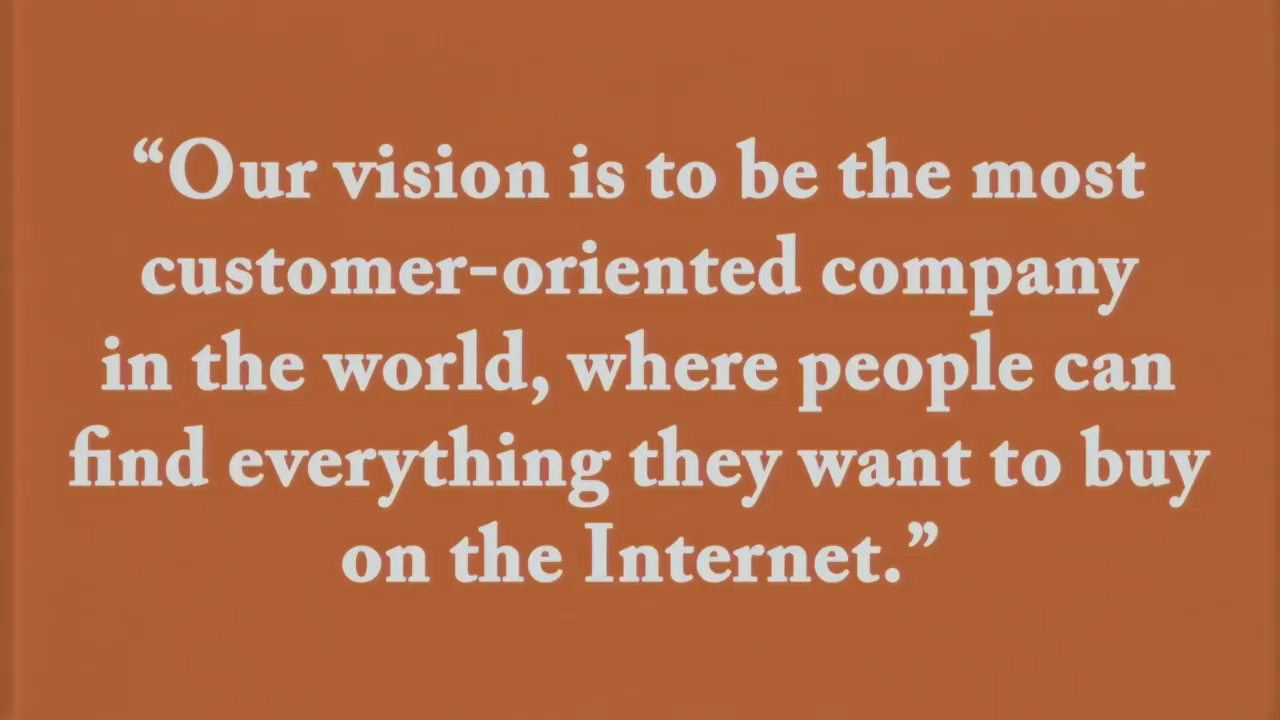 “Our vision is to be the most
customer-oriented company
in the world, where people can
find everything they want to buy
on the Internet.”